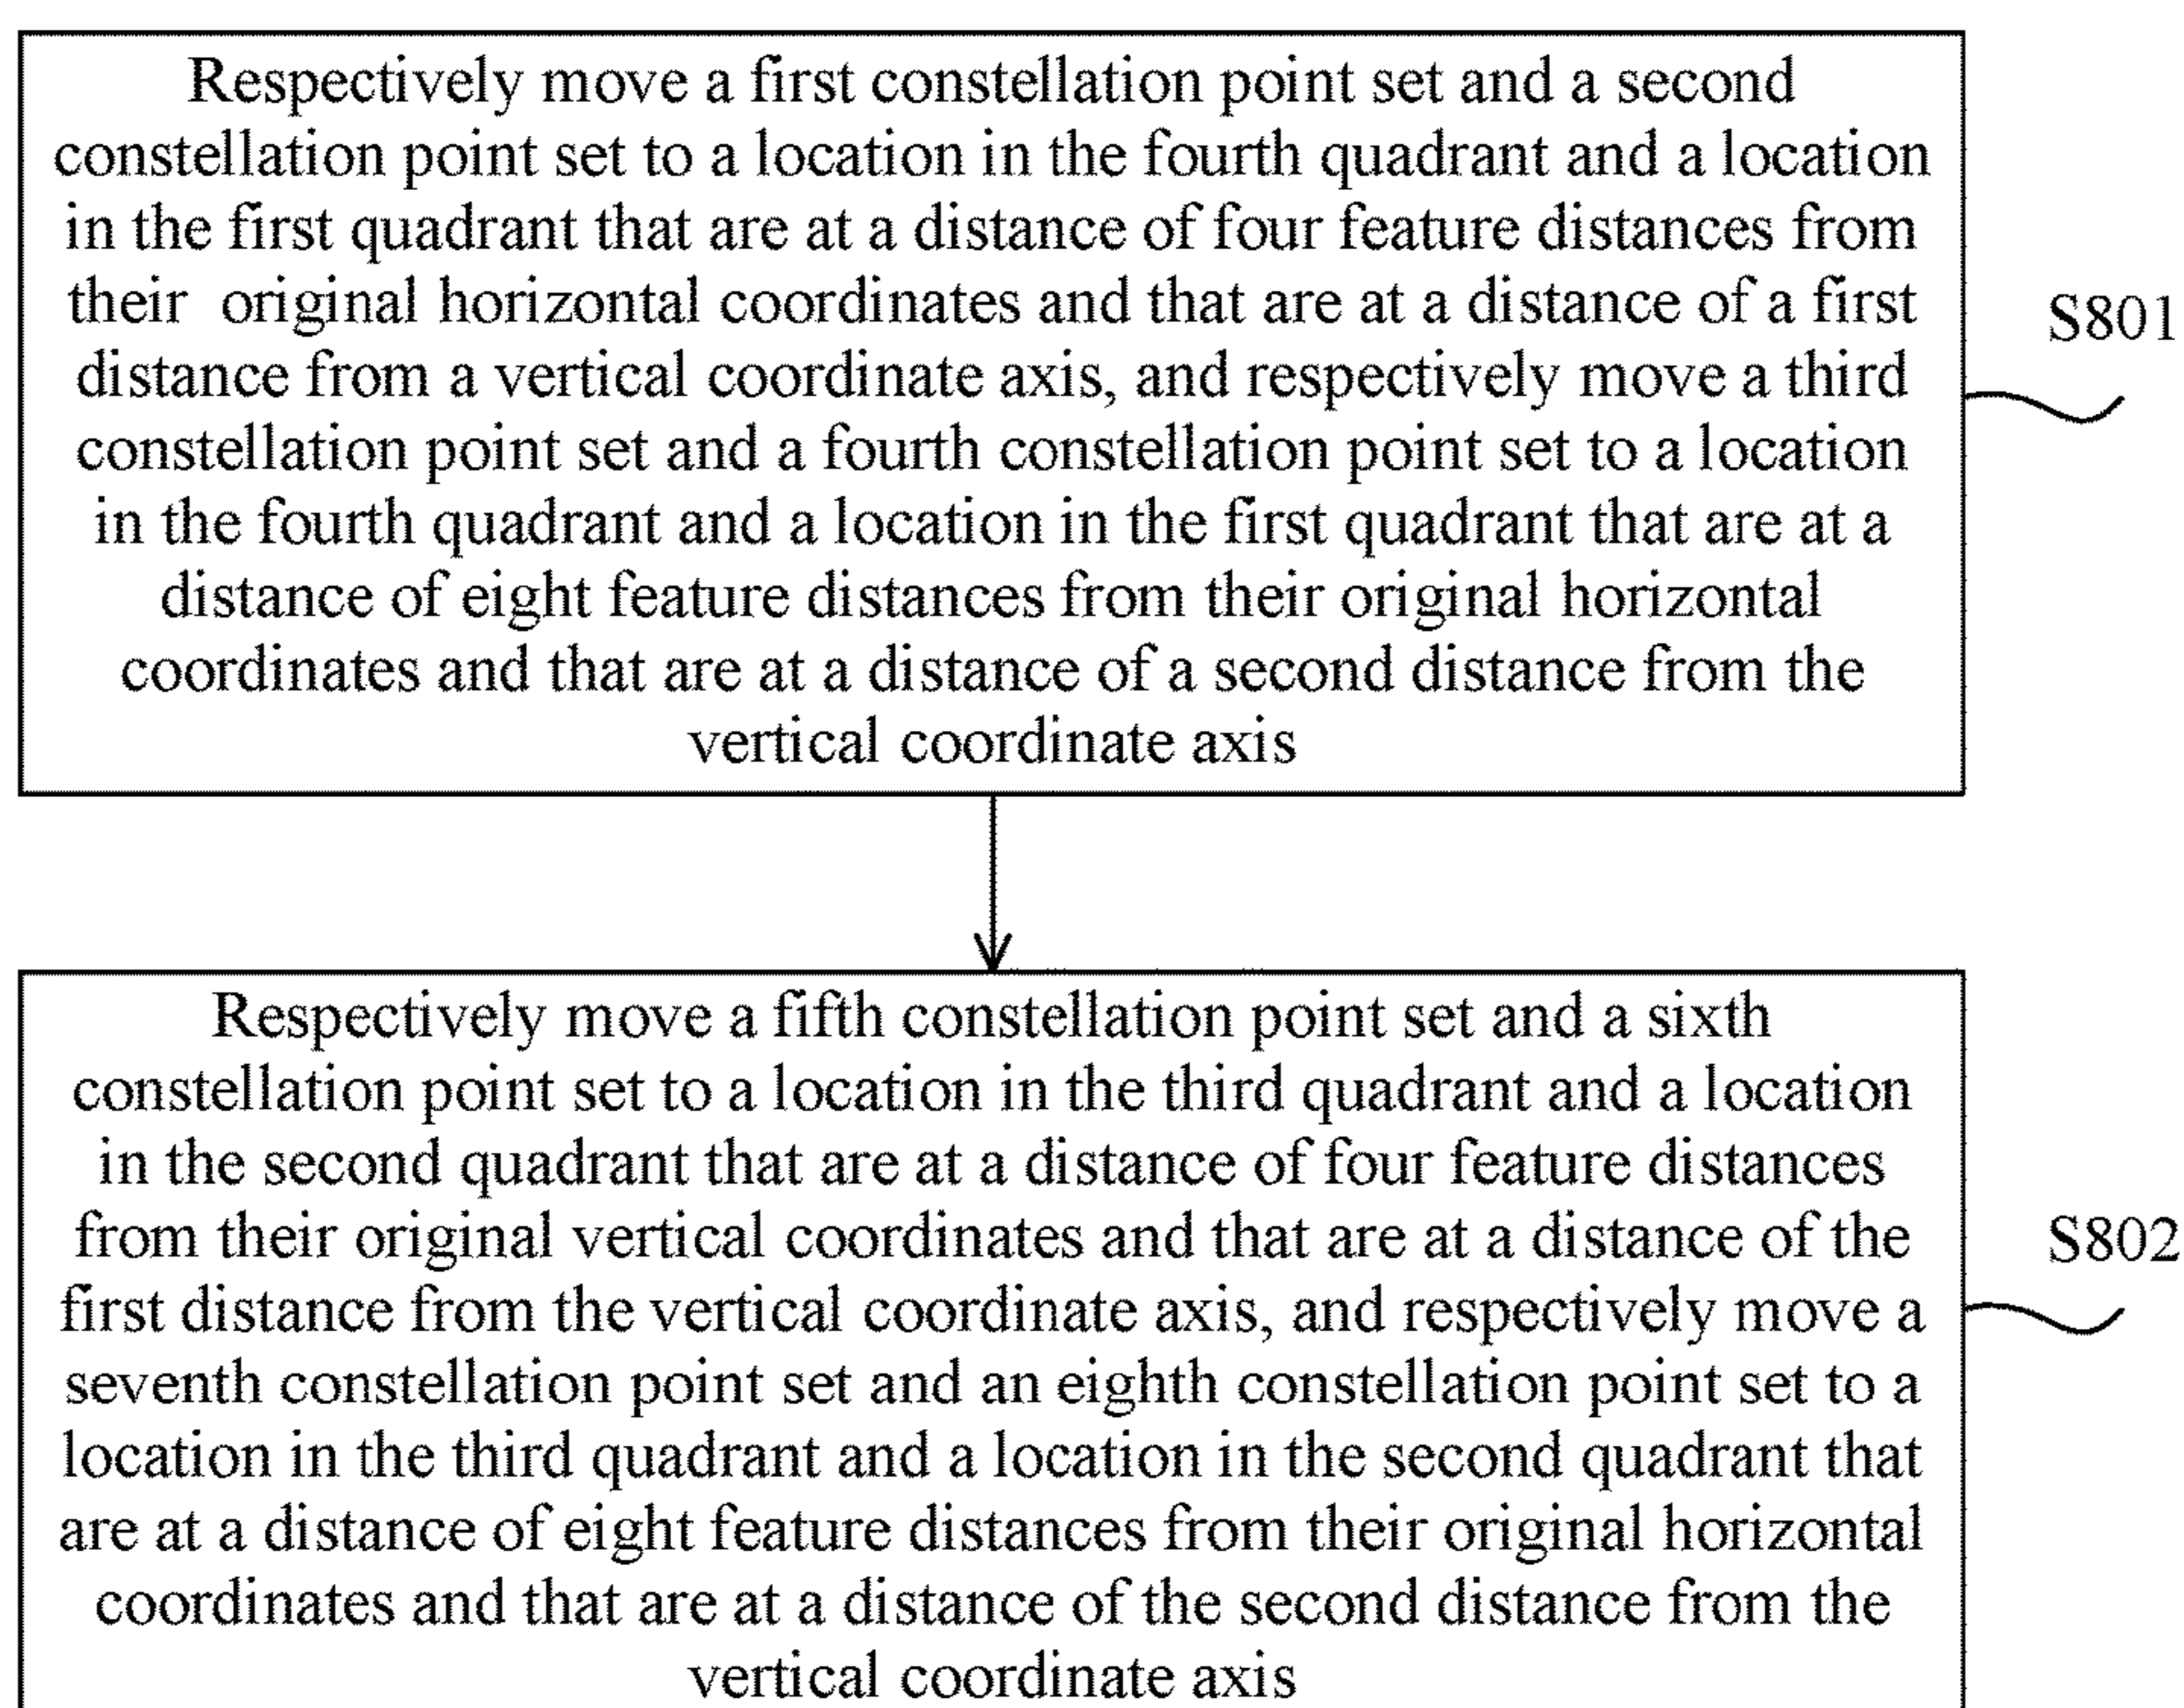 Respectively move a first constellation point set and a second
constellation point set to a location in the fourth quadrant and a location
in the first quadrant that are at a distance of four feature distances from
their original horizontal coordinates and that are at a distance of a first
distance from a vertical coordinate axis, and respectively move a third
constellation point set and a fourth constellation point set to a location
in the fourth quadrant and a location in the first quadrant that are at a
distance of eight feature distances from their original horizontal
coordinates and that are at a distance of a second distance from the
vertical coordinate axis
S801
Respectively move a fifth constellation point set and a sixth
constellation point set to a location in the third quadrant and a location
in the second quadrant that are at a distance of four feature distances
from their original vertical coordinates and that are at a distance of the
first distance from the vertical coordinate axis, and respectively move a
seventh constellation point set and an eighth constellation point set to a
location in the third quadrant and a location in the second quadrant that
are at a distance of eight feature distances from their original horizontal
coordinates and that are at a distance of the second distance from the
vertical coordinate axis
S802